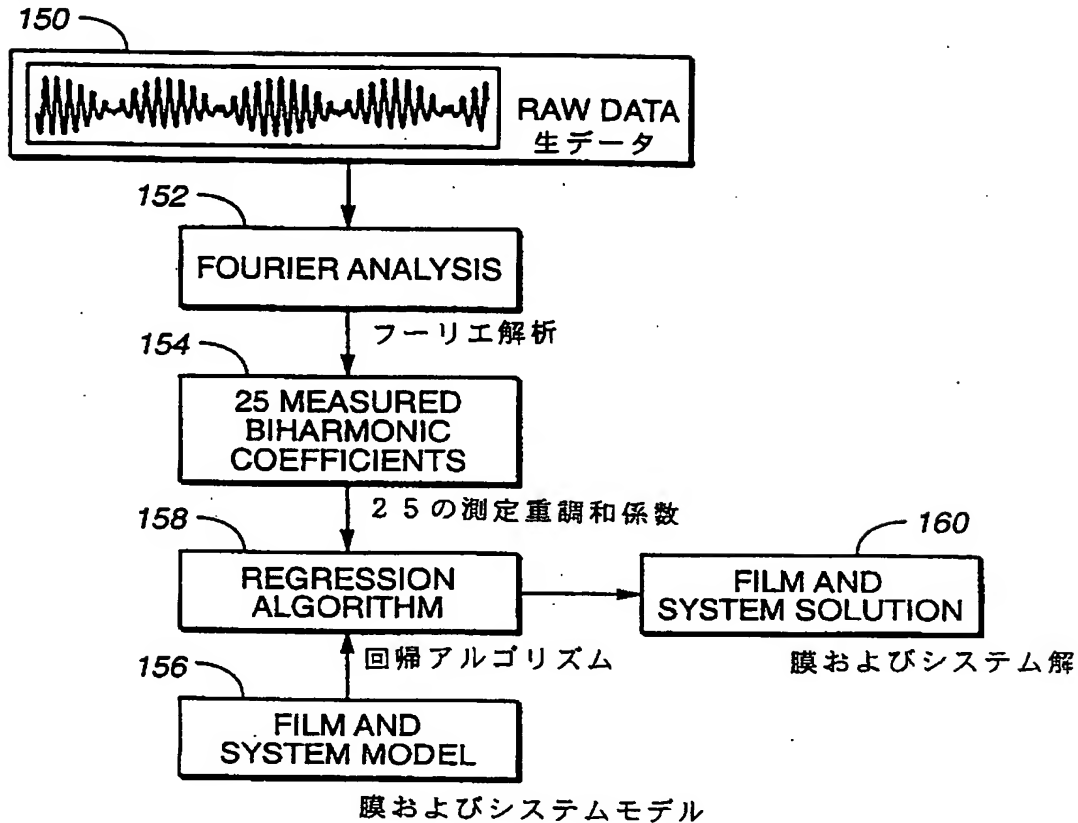 150
RAW DATA
生データ
152
FOURIER ANALYSIS
フーリエ解析
154
25 MEASURED
BIHARMONIC
COEFFICIENTS
25の測定重調和係数
158
REGRESSION
ALGORITHM
回帰アルゴリズム
160
FILM AND
SYSTEM SOLUTION
膜およびシステム解
156
FILM AND
SYSTEM MODEL
膜およびシステムモデル